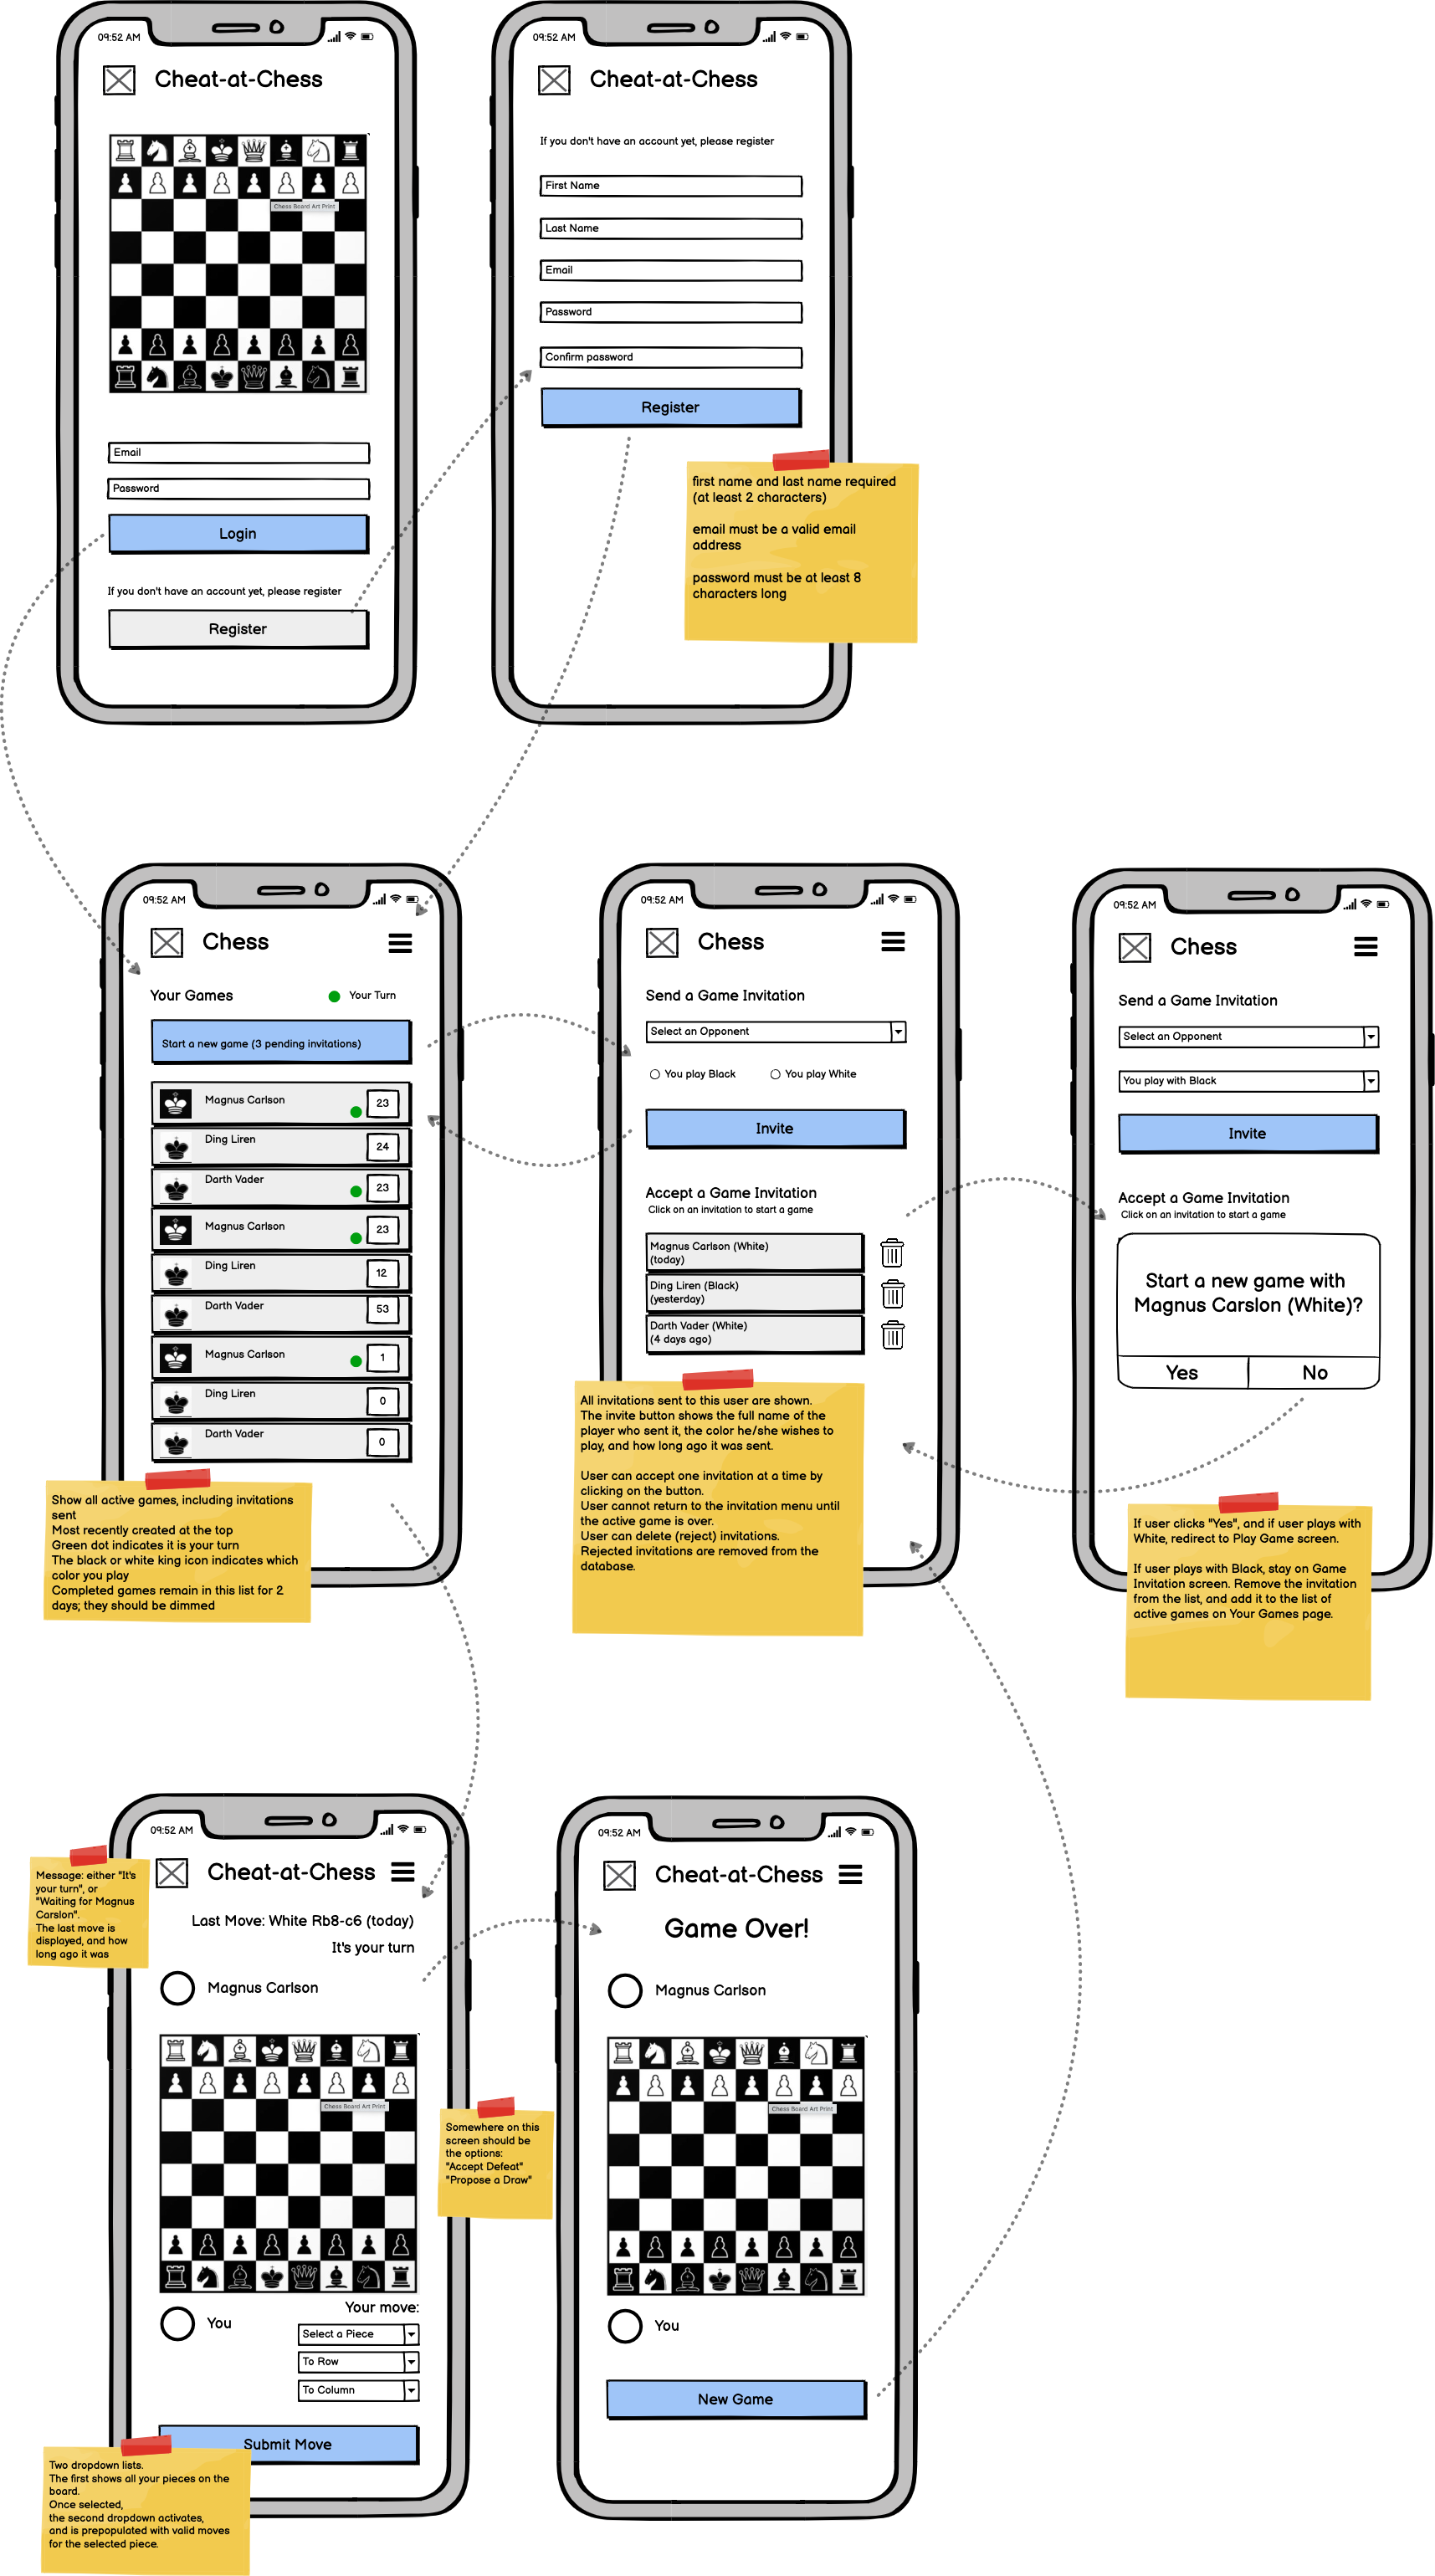 09:52 AM
Cheat-at-Chess
Chess Board Art Print
Email
Password
Login
If you don't have an account yet, please register
Register
09:52 AM
Cheat-at-Chess
If you don't have an account yet, please register
First Name
Last Name
Email
Password
Confirm password
Register
first name and last name required
(at least 2 characters)
email must be a valid email
address
password must be at least 8
characters long
09:52 AM
Chess
Your Games
Your Turn
Start a new game (3 pending invitations)
Magnus Carlson
23
Ding Liren
24
Darth Vader
23
Magnus Carlson
23
Ding Liren
12
Darth Vader
53
Magnus Carlson
1
Ding Liren
0
Darth Vader
0
Show all active games, including invitations
sent
Most recently created at the top
Green dot indicates it is your turn
The black or white king icon indicates which
color you play
Completed games remain in this list for 2
days; they should be dimmed
09:52 AM
Chess
Send a Game Invitation
Select an Opponent
You play Black
You play White
Invite
Accept a Game Invitation
Click on an invitation to start a game
Magnus Carlson (White)
(today)
Ding Liren (Black)
(yesterday)
Darth Vader (White)
(4 days ago)
All invitations sent to this user are shown.
The invite button shows the full name of the
player who sent it, the color he/she wishes to
play, and how long ago it was sent.
User can accept one invitation at a time by
clicking on the button.
User cannot return to the invitation menu until
the active game is over.
User can delete (reject) invitations.
Rejected invitations are removed from the
database.
09:52 AM
Chess
Send a Game Invitation
Select an Opponent
You play with Black
Invite
Accept a Game Invitation
Click on an invitation to start a game
Start a new game with
Magnus Carslon (White)?
Yes
No
If user clicks "Yes", and if user plays with
White, redirect to Play Game screen.
If user plays with Black, stay on Game
Invitation screen. Remove the invitation
from the list, and add it to the list of
active games on Your Games page.
09:52 AM
Cheat-at-Chess
Last Move: White Rb8-c6 (today)
It's your turn
Magnus Carlson
Chess Board Art Print
You
Your move:
Select a Piece
To Row
To Column
Submit Move
Message: either "It's
your turn", or
"Waiting for Magnus
Carslon".
The last move is
displayed, and how
long ago it was
Somewhere on this
screen should be
the options:
"Accept Defeat"
"Propose a Draw"
Two dropdown lists.
The first shows all your pieces on the
board.
Once selected,
the second dropdown activates,
and is prepopulated with valid moves
for the selected piece.
09:52 AM
Cheat-at-Chess
Game Over!
Magnus Carlson
Chess Board Art Print
You
New Game